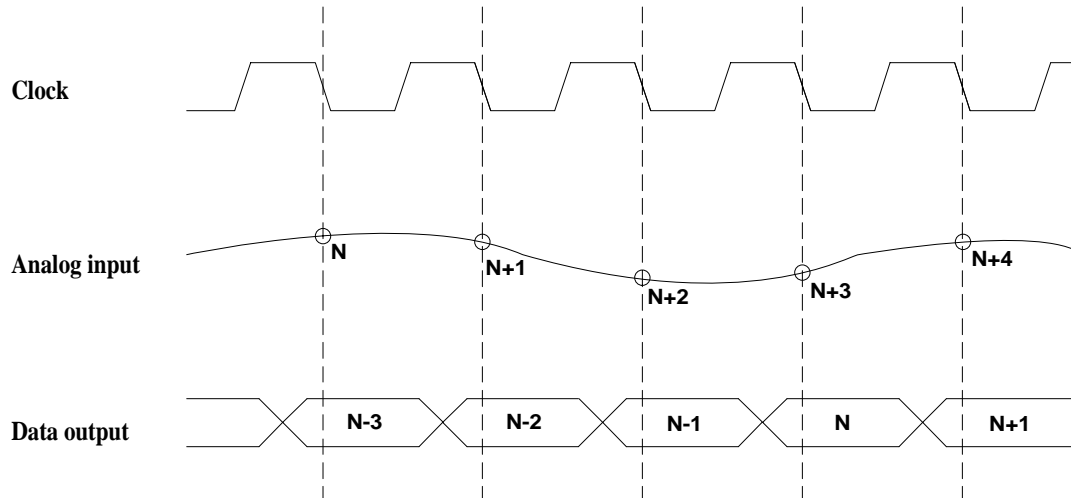 Clock
Analog input
N
N+1
N+2
N+3
N+4
Data output
N-3
N-2
N-1
N
N+1